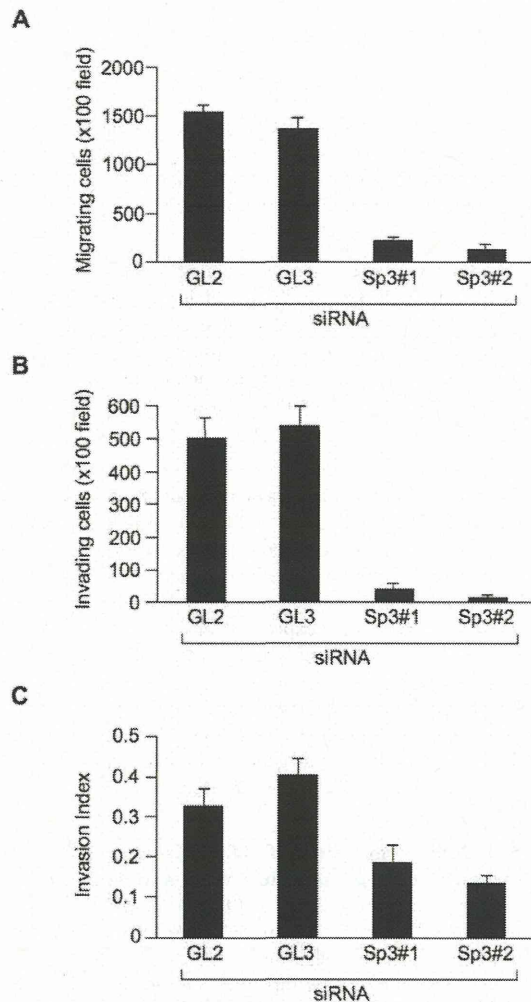 A
Migrating cells (x100 field)
2000
1500
1000
500
0
GL2 GL3 Sp3#1 Sp3#2
siRNA
B
Invading cells (x100 field)
600
500
400
300
200
100
0
GL2 GL3 Sp3#1 Sp3#2
siRNA
C
Invasion Index
0.5
0.4
0.3
0.2
0.1
0
GL2 GL3 Sp3#1 Sp3#2
siRNA